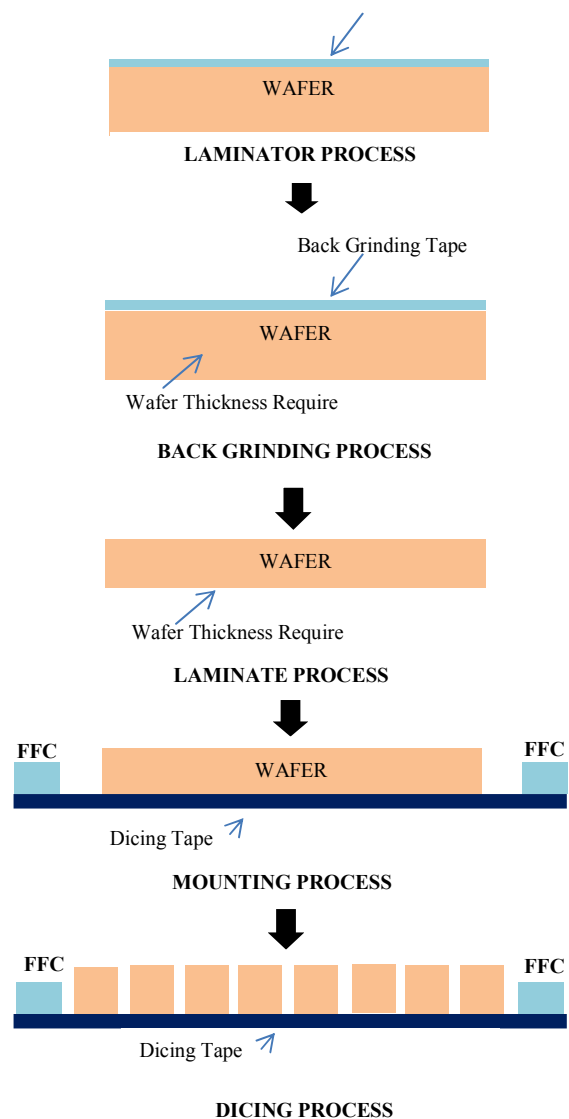 WAFER
LAMINATOR PROCESS
Back Grinding Tape
WAFER
Wafer Thickness Require
BACK GRINDING PROCESS
WAFER
Wafer Thickness Require
LAMINATE PROCESS
FFC FFC
WAFER
Dicing Tape
MOUNTING PROCESS
FFC FFC
Dicing Tape
DICING PROCESS